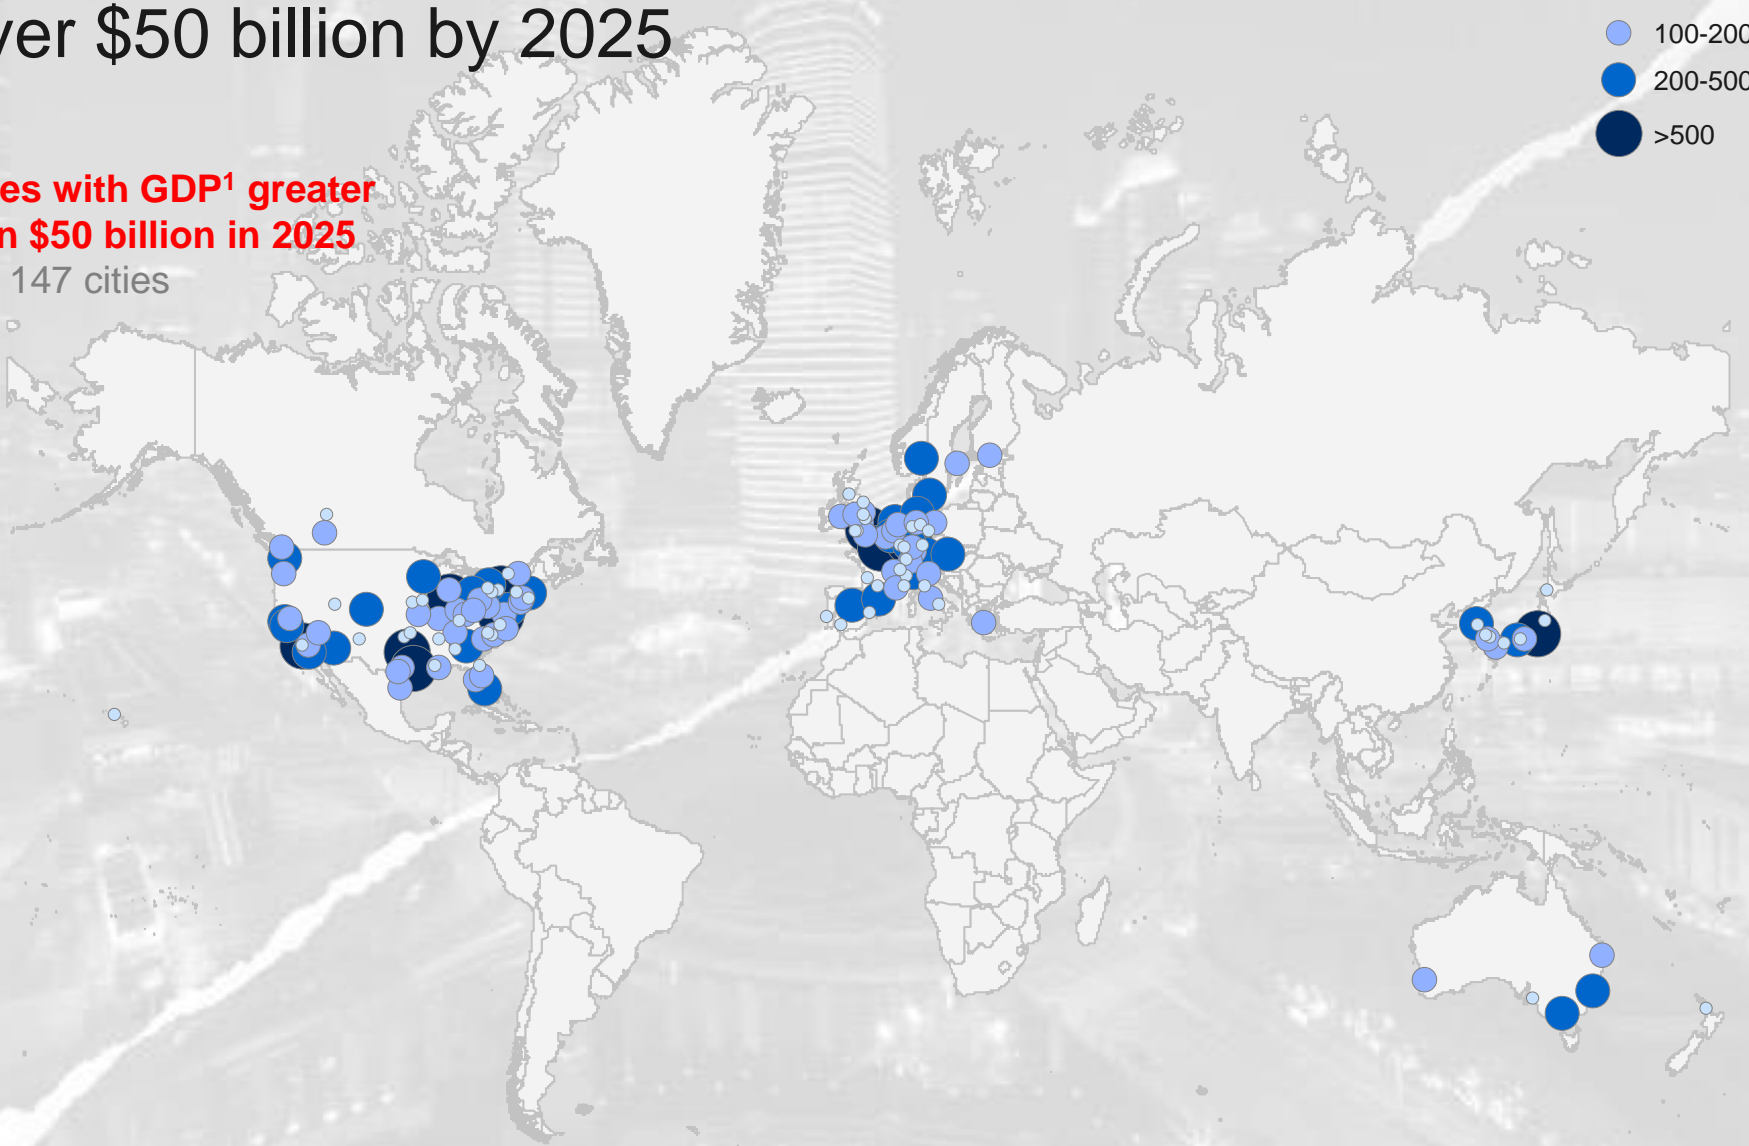 ver $50 billion by 2025
100-200
200-500
>500
es with GDP¹ greater
n $50 billion in 2025
147 cities